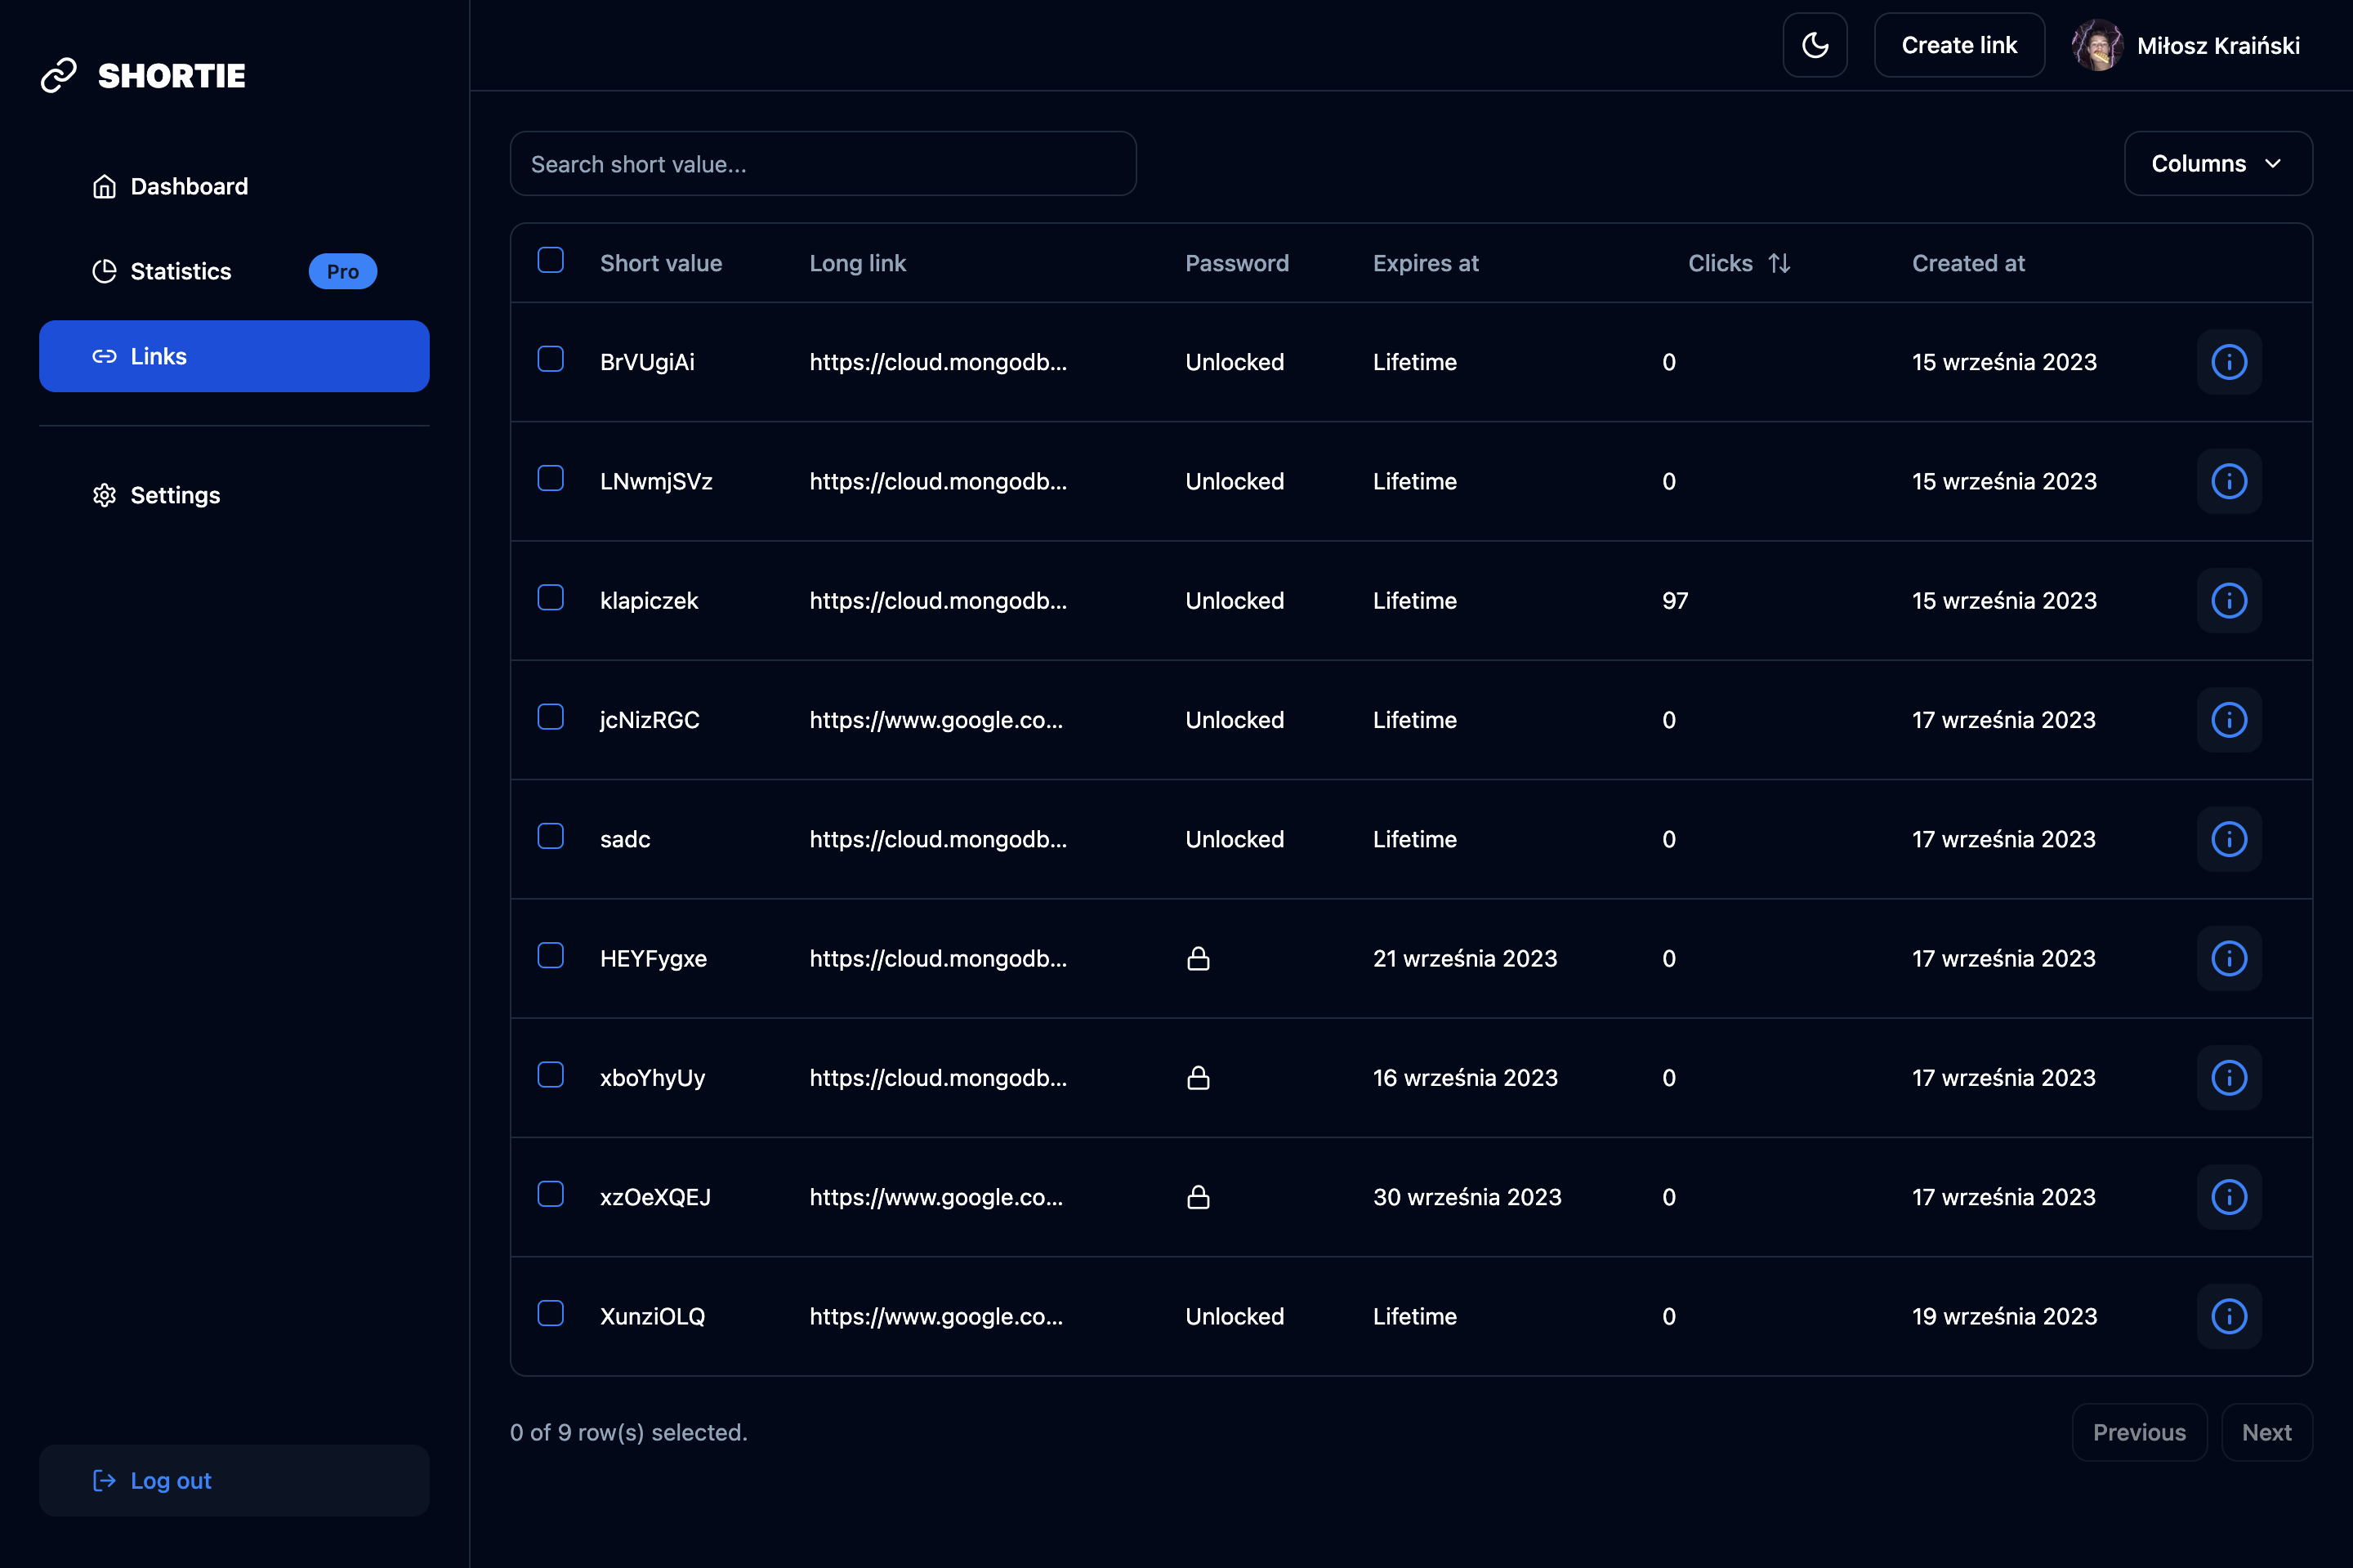 SHORTIE
Dashboard
Statistics Pro
Links
Settings
Log out
Create link Miłosz Kraiński
Search short value...
Columns
Short value Long link Password Expires at Clicks Created at
BrVUgiAi https://cloud.mongodb... Unlocked Lifetime 0 15 września 2023
LNwmjSVz https://cloud.mongodb... Unlocked Lifetime 0 15 września 2023
klapiczek https://cloud.mongodb... Unlocked Lifetime 97 15 września 2023
jcNizRGC https://www.google.co... Unlocked Lifetime 0 17 września 2023
sadc https://cloud.mongodb... Unlocked Lifetime 0 17 września 2023
HEYFygxe https://cloud.mongodb... 21 września 2023 0 17 września 2023
xboYhyUy https://cloud.mongodb... 16 września 2023 0 17 września 2023
xzOeXQEJ https://www.google.co... 30 września 2023 0 17 września 2023
XunziOLQ https://www.google.co... Unlocked Lifetime 0 19 września 2023
0 of 9 row(s) selected.
Previous Next